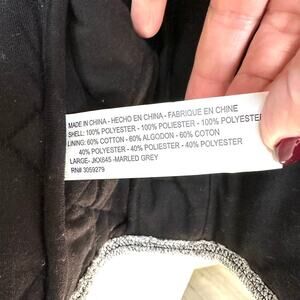 MADE IN CHINA - HECHO EN CHINA - FABRIQUE EN CHINE
SHELL: 100% POLYESTER - 100% POLIESTER - 100% POLYESTER
LINING: 60% COTTON - 60% ALGODON - 60% COTON
40% POLYESTER - 40% POLIESTER - 40% POLYESTER
LARGE- JKX645 -MARLED GREY
RN# 3059279